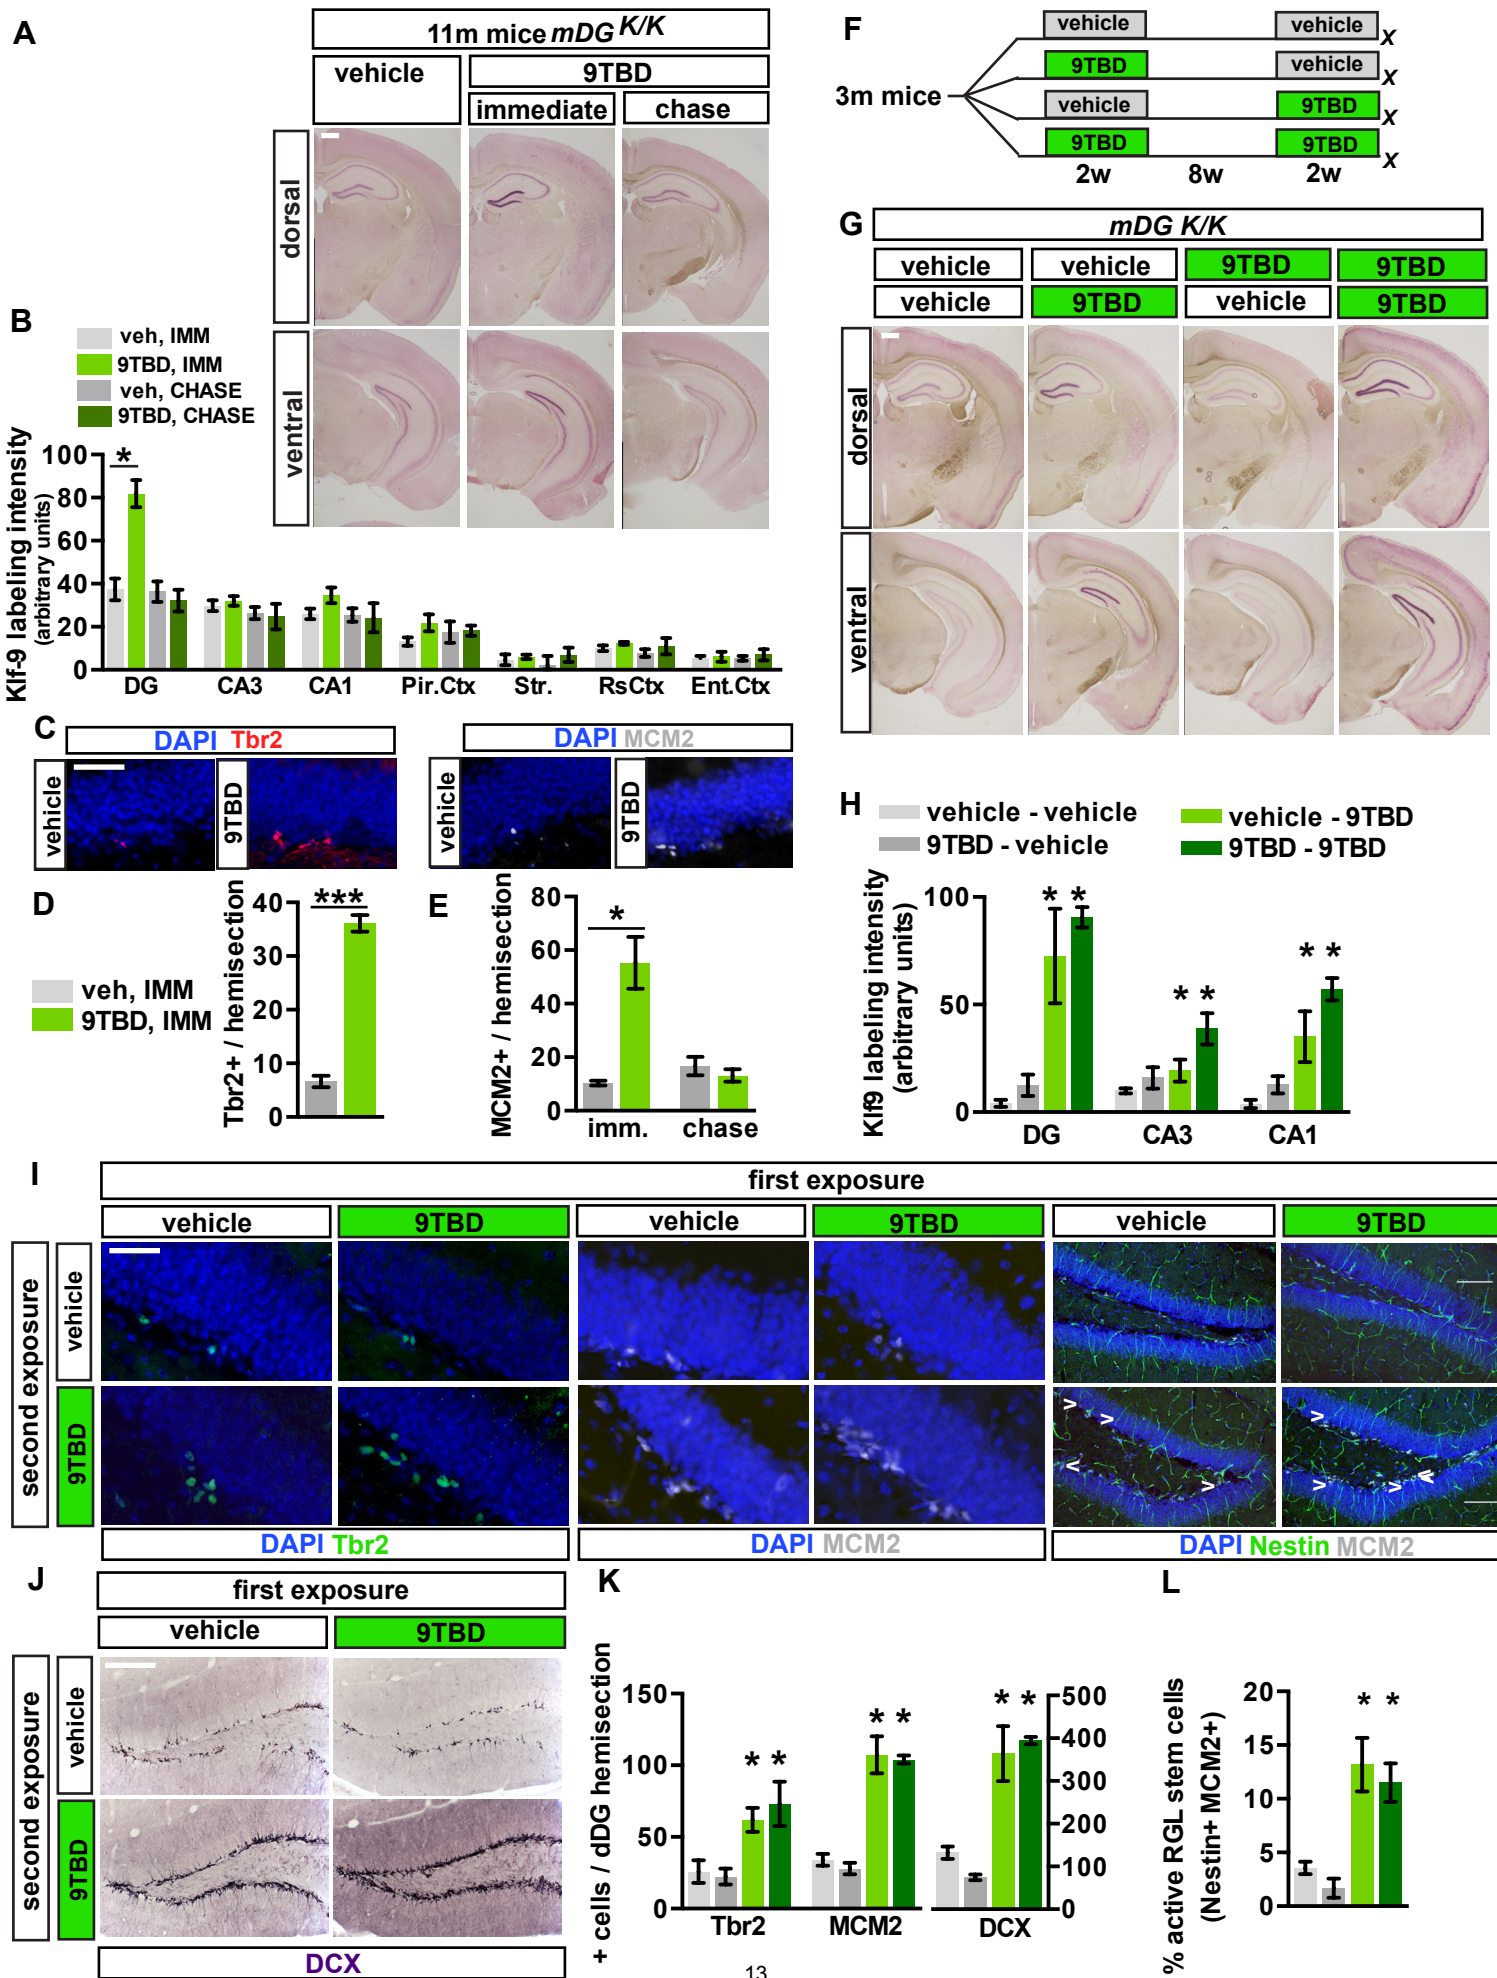 A
11m mice mDG K/K
vehicle
9TBD
immediate
chase
dorsal
ventral
B
veh, IMM
9TBD, IMM
veh, CHASE
9TBD, CHASE
Klf-9 labeling intensity
(arbitrary units)
100
80
60
40
20
0
*
DG CA3 CA1 Pir.Ctx Str. RsCtx Ent.Ctx
C
DAPI Tbr2
vehicle
9TBD
DAPI MCM2
vehicle
9TBD
D
veh, IMM
9TBD, IMM
Tbr2+ / hemisection
40
30
20
10
0
***
E
MCM2+ / hemisection
80
60
40
20
0
*
imm. chase
F
3m mice
vehicle vehicle x
9TBD vehicle x
vehicle 9TBD x
9TBD 9TBD x
2w 8w 2w
G
mDG K/K
vehicle vehicle 9TBD 9TBD
vehicle 9TBD vehicle 9TBD
dorsal
ventral
H
vehicle - vehicle
9TBD - vehicle
vehicle - 9TBD
9TBD - 9TBD
Klf9 labeling intensity
(arbitrary units)
100
50
0
* *
* *
* *
DG CA3 CA1
I
first exposure
vehicle 9TBD vehicle 9TBD vehicle 9TBD
second exposure
vehicle
9TBD
> > < >
> > > <
DAPI Tbr2
DAPI MCM2
DAPI Nestin MCM2
J
first exposure
vehicle 9TBD
second exposure
vehicle
9TBD
DCX
K
+ cells / dDG hemisection
150
100
50
0
* *
* *
* *
500
400
300
200
100
0
Tbr2 MCM2 DCX
L
% active RGL stem cells
(Nestin+ MCM2+)
20
15
10
5
0
* *
13